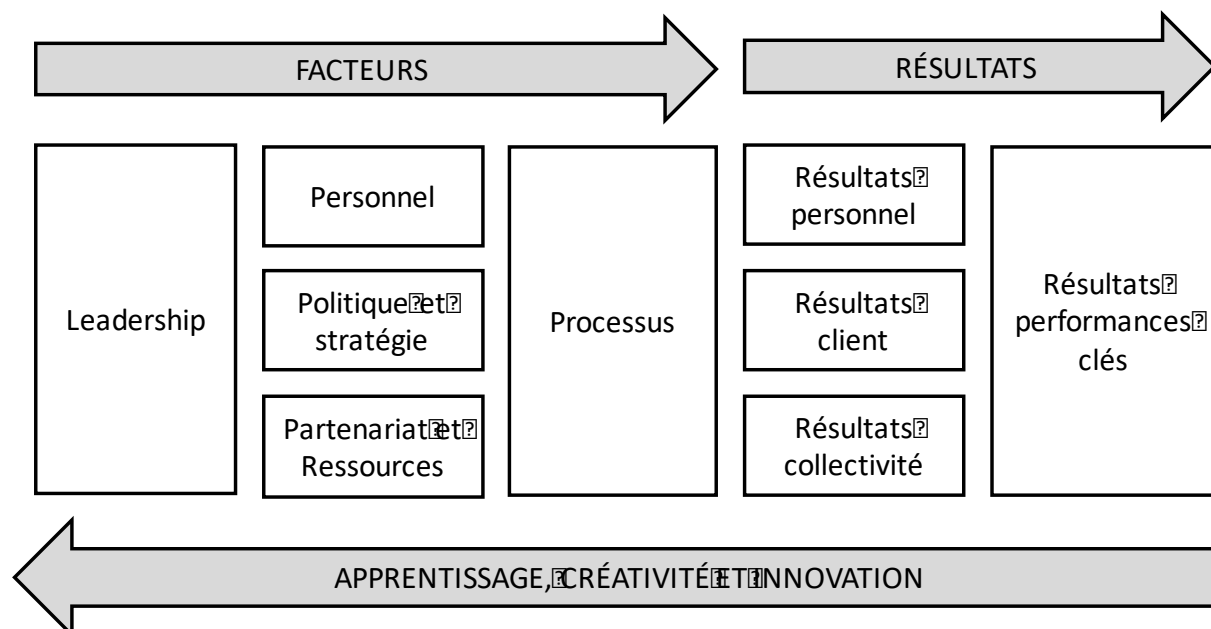 FACTEURS
RÉSULTATS
Leadership
Personnel
Politique et
stratégie
Partenariat et
Ressources
Processus
Résultats
personnel
Résultats
client
Résultats
collectivité
Résultats
performances
clés
APPRENTISSAGE, CRÉATIVITÉ ET INNOVATION